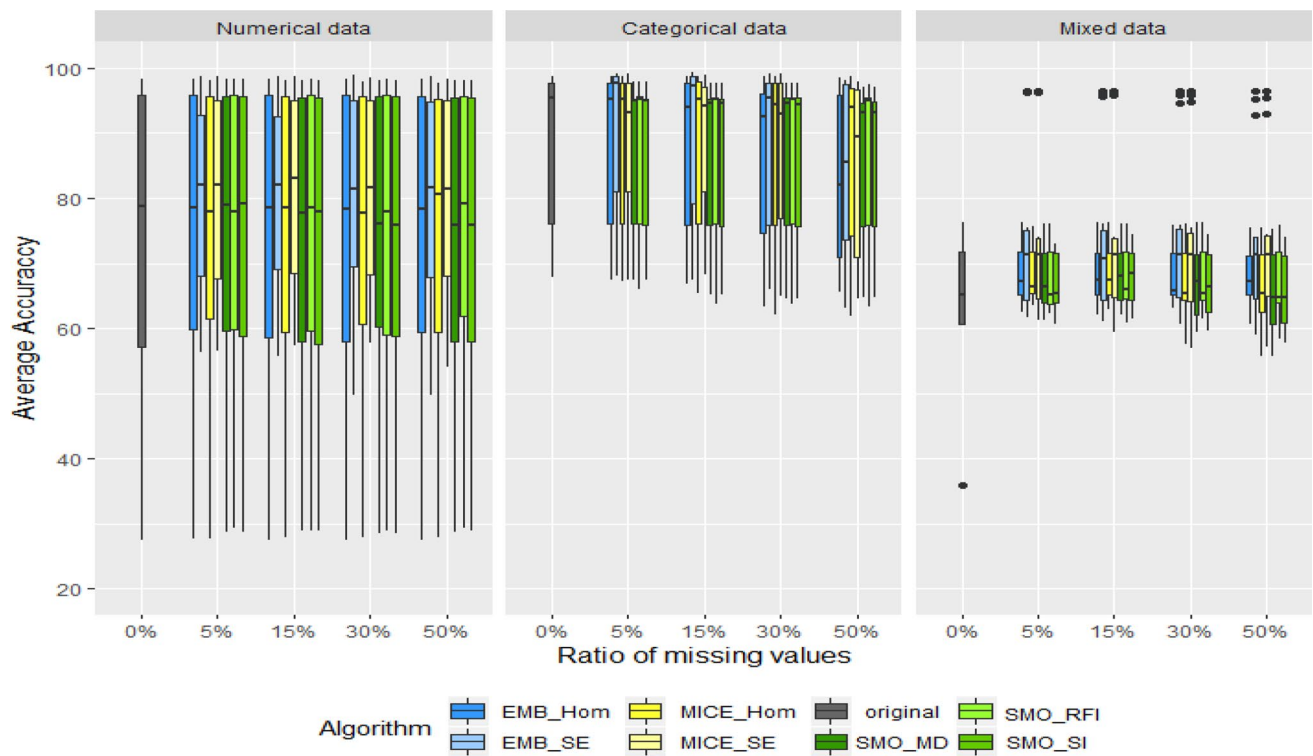 Numerical data Categorical data Mixed data
100
80
60
40
20
Average Accuraccy
0% 5% 15% 30% 50% 0% 5% 15% 30% 50% 0% 5% 15% 30% 50%
Ratio of missing values
Algorithm
EMB_Hom MICE_Hom original SMO_RFI
EMB_SE MICE_SE SMO_MD SMO_SI